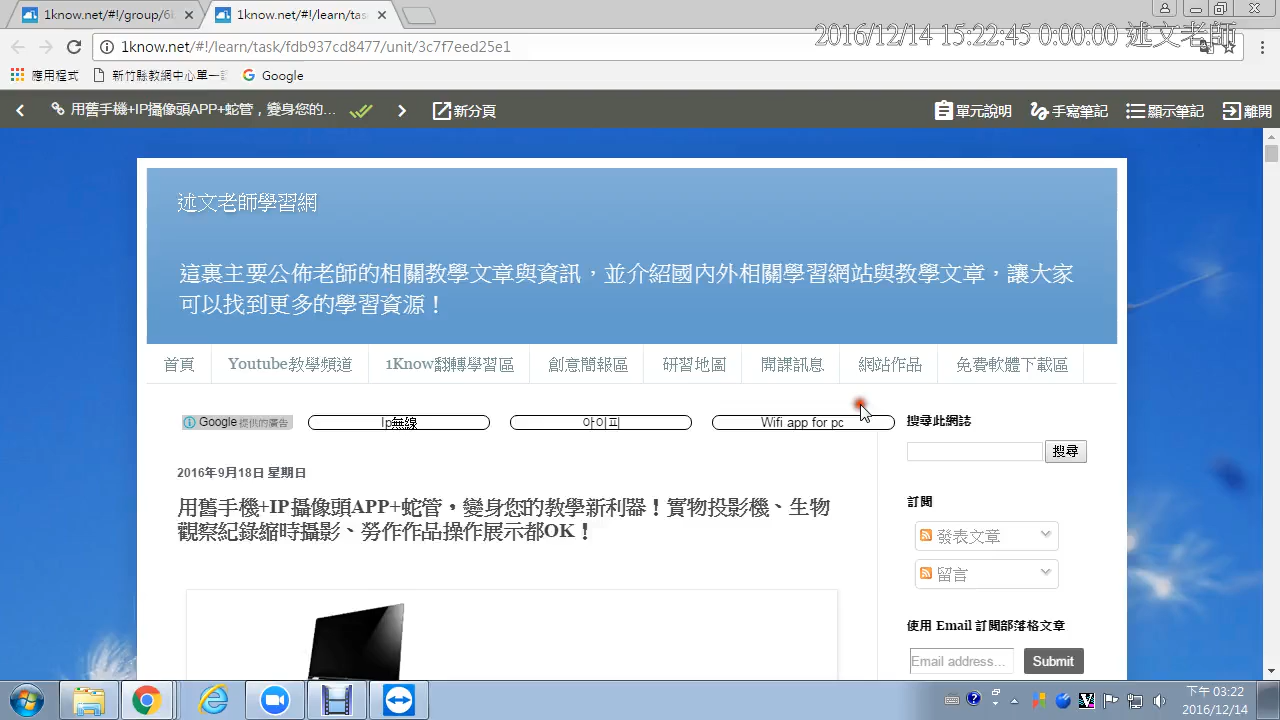 1know.net/#!/group/6
1know.net/#!/learn/tas
2016/12/14 15:22:45 0:00:00 述文老師
1know.net/#!/learn/task/fdb937cd8477/unit/3c7f7eed25e1
應用程式
新竹縣教網中心單一
Google
用舊手機+IP攝像頭APP+蛇管，變身您的...
新分頁
單元說明
手寫筆記
顯示筆記
離開
述文老師學習網
這裏主要公佈老師的相關教學文章與資訊，並介紹國內外相關學習網站與教學文章，讓大家
可以找到更多的學習資源！
首頁
Youtube教學頻道
1Know翻轉學習區
創意簡報區
研習地圖
開課訊息
網站作品
免費軟體下載區
Google 提供的廣告
Ip無線
아이피
Wifi app for pc
搜尋此網誌
搜尋
2016年9月18日 星期日
用舊手機+IP攝像頭APP+蛇管，變身您的教學新利器！實物投影機、生物
觀察紀錄縮時攝影、勞作作品操作展示都OK！
訂閱
發表文章
留言
使用 Email 訂閱部落格文章
Email address...
Submit
下午 03:22
2016/12/14